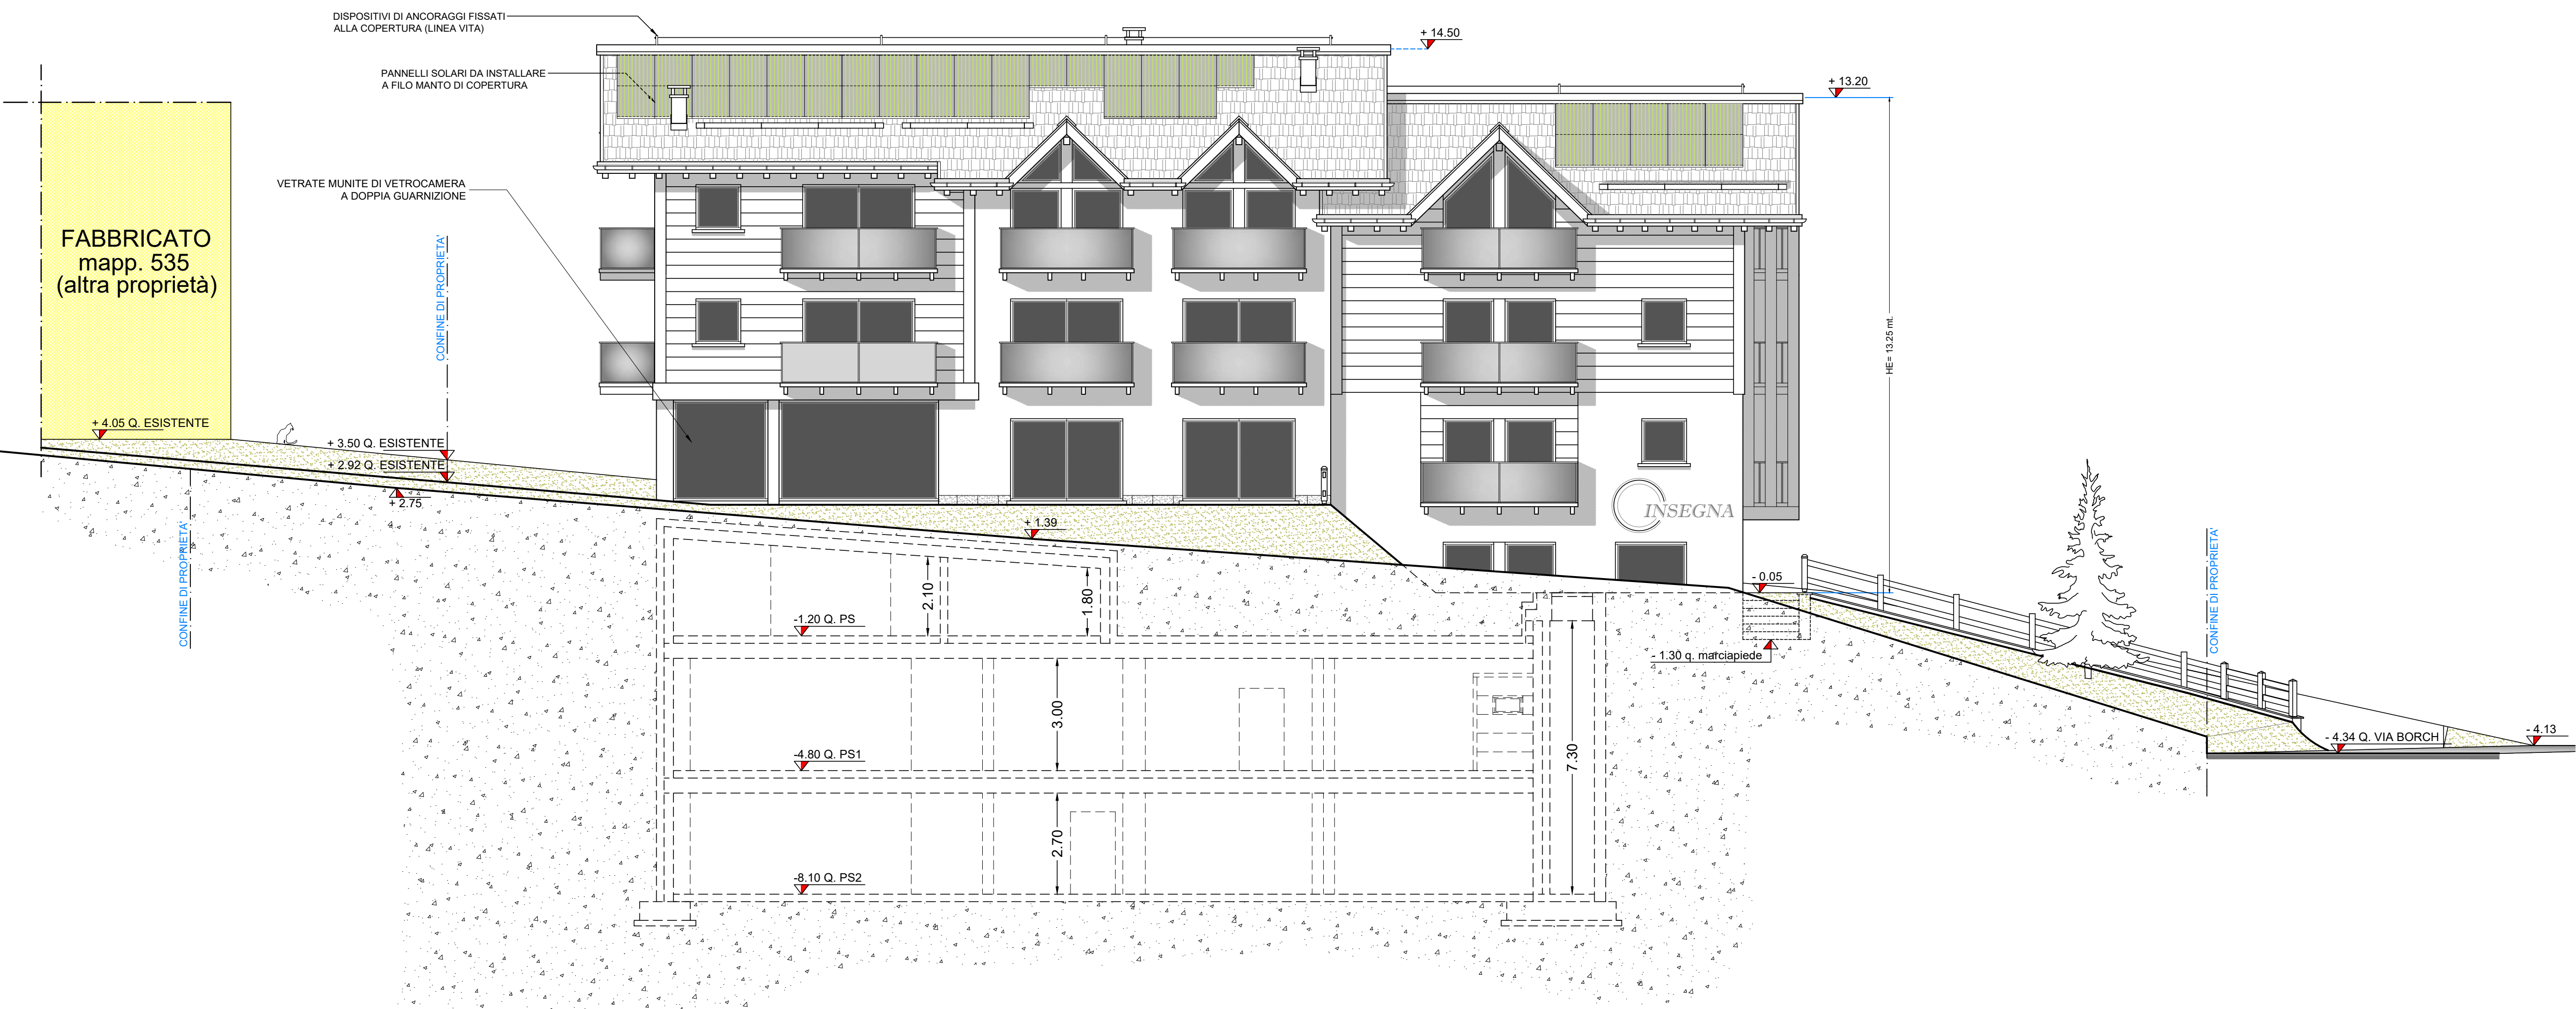 DISPOSITIVI DI ANCORAGGI FISSATI
ALLA COPERTURA (LINEA VITA)
+ 14.50
PANNELLI SOLARI DA INSTALLARE
A FILO MANTO DI COPERTURA
+ 13.20
VETRATE MUNITE DI VETROCAMERA
A DOPPIA GUARNIZIONE
FABBRICATO
mapp. 535
(altra proprietà)
CONFINE DI PROPRIETA'
HE= 13.25 mt.
+ 4.05 Q. ESISTENTE
+ 3.50 Q. ESISTENTE
+ 2.92 Q. ESISTENTE
+ 2.75
INSEGNA
+ 1.39
CONFINE DI PROPRIETA'
CONFINE DI PROPRIETA'
- 0.05
2.10
1.80
-1.20 Q. PS
- 1.30 q. marciapiede
3.00
7.30
- 4.34 Q. VIA BORCH
- 4.13
-4.80 Q. PS1
2.70
-8.10 Q. PS2